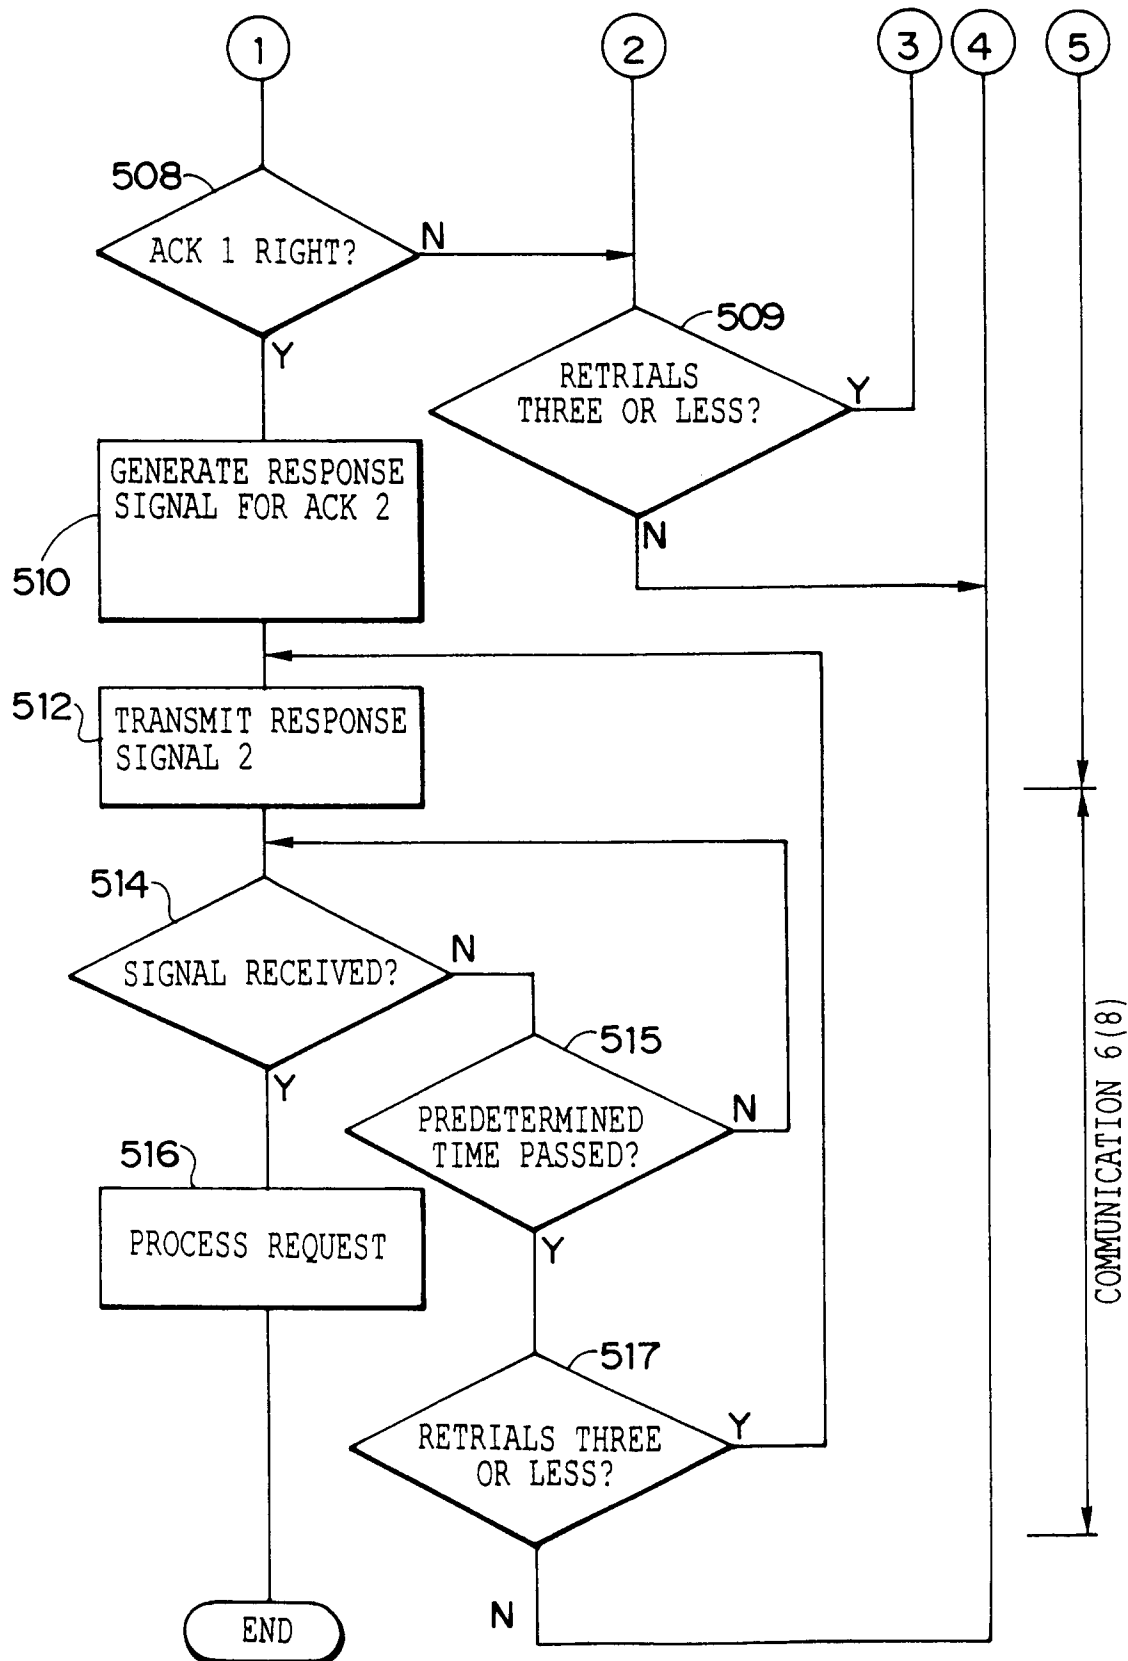 1
2
3
4
5
508
ACK 1 RIGHT?
N
Y
509
RETRIALS
THREE OR LESS?
Y
N
GENERATE RESPONSE
SIGNAL FOR ACK 2
510
512
TRANSMIT RESPONSE
SIGNAL 2
514
SIGNAL RECEIVED?
N
Y
515
PREDETERMINED
TIME PASSED?
N
Y
516
PROCESS REQUEST
517
RETRIALS THREE
OR LESS?
Y
N
COMMUNICATION 6(8)
END